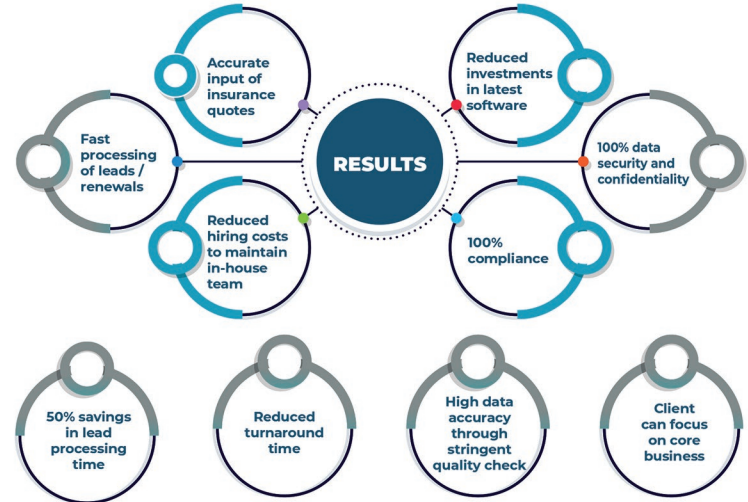 Accurate
input of
insurance
quotes
Reduced
investments
in latest
software
Fast
processing
of leads /
renewals
RESULTS
100% data
security and
confidentiality
Reduced
hiring costs
to maintain
in-house
team
100%
compliance
50% savings
in lead
processing
time
Reduced
turnaround
time
High data
accuracy
through
stringent
quality check
Client
can focus
on core
business